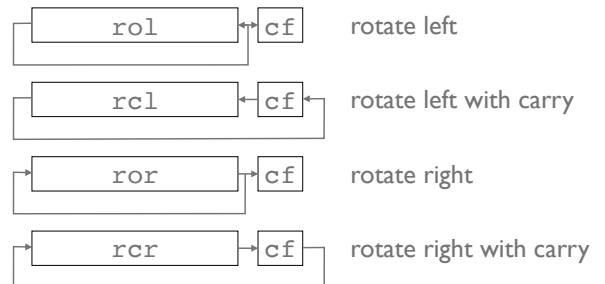 rol cf rotate left
rcl cf rotate left with carry
ror cf rotate right
rcr cf rotate right with carry